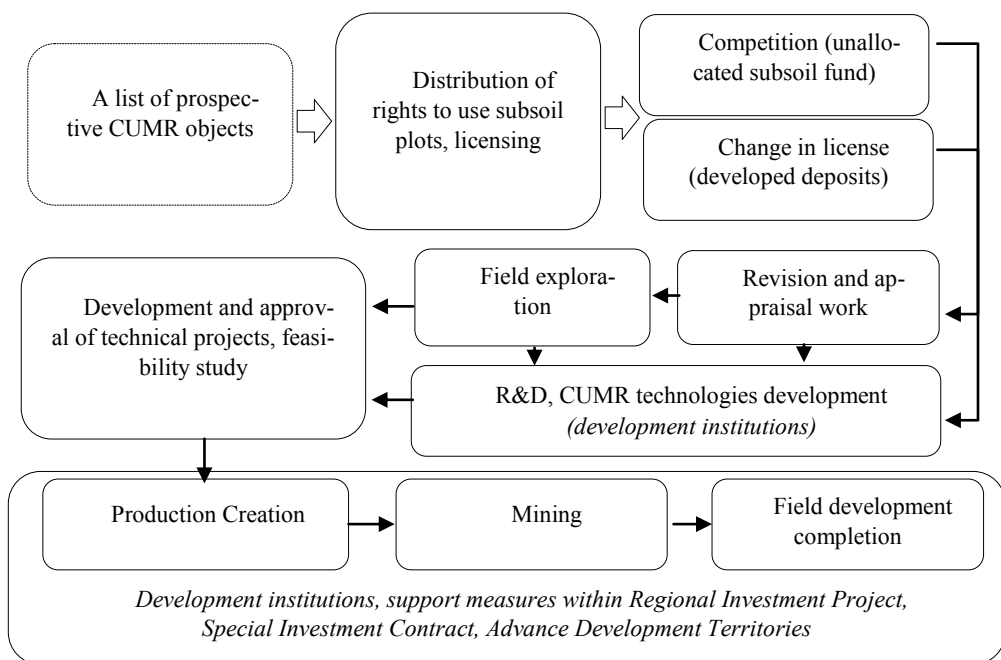 A list of prospec-
tive CUMR objects
Distribution of
rights to use subsoil
plots, licensing
Competition (unallo-
cated subsoil fund)
Change in license
(developed deposits)
Development and approv-
al of technical projects, feasi-
bility study
Field explora-
tion
Revision and ap-
praisal work
R&D, CUMR technologies development
(development institutions)
Production Creation
Mining
Field development
completion
Development institutions, support measures within Regional Investment Project,
Special Investment Contract, Advance Development Territories